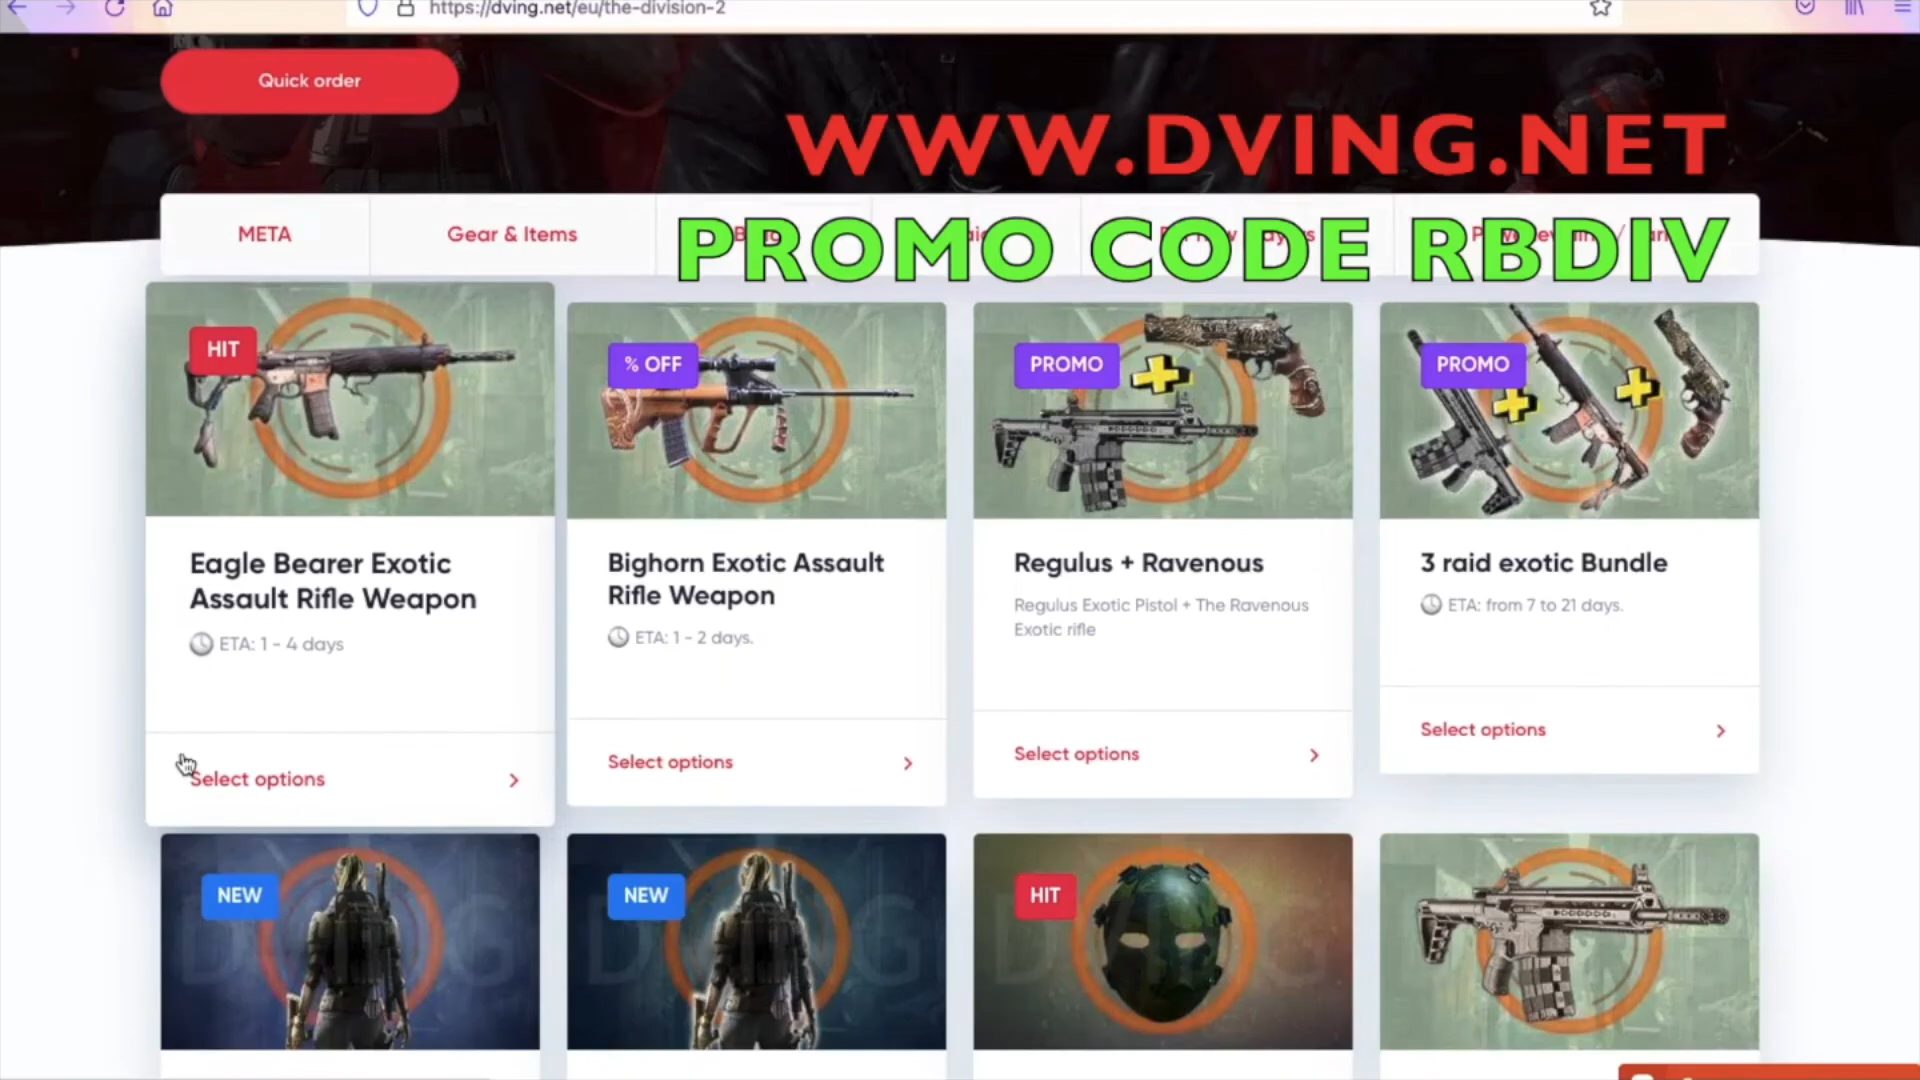 https://dving.net/eu/the-division-2
Quick order
WWW.DVING.NET
META
Gear & Items
PROMO CODE RBDIV
HIT
% OFF
PROMO
PROMO
Eagle Bearer Exotic
Assault Rifle Weapon
ETA: 1 - 4 days
Select options
Bighorn Exotic Assault
Rifle Weapon
ETA: 1 - 2 days.
Select options
Regulus + Ravenous
Regulus Exotic Pistol + The Ravenous
Exotic rifle
Select options
3 raid exotic Bundle
ETA: from 7 to 21 days.
Select options
NEW
NEW
HIT